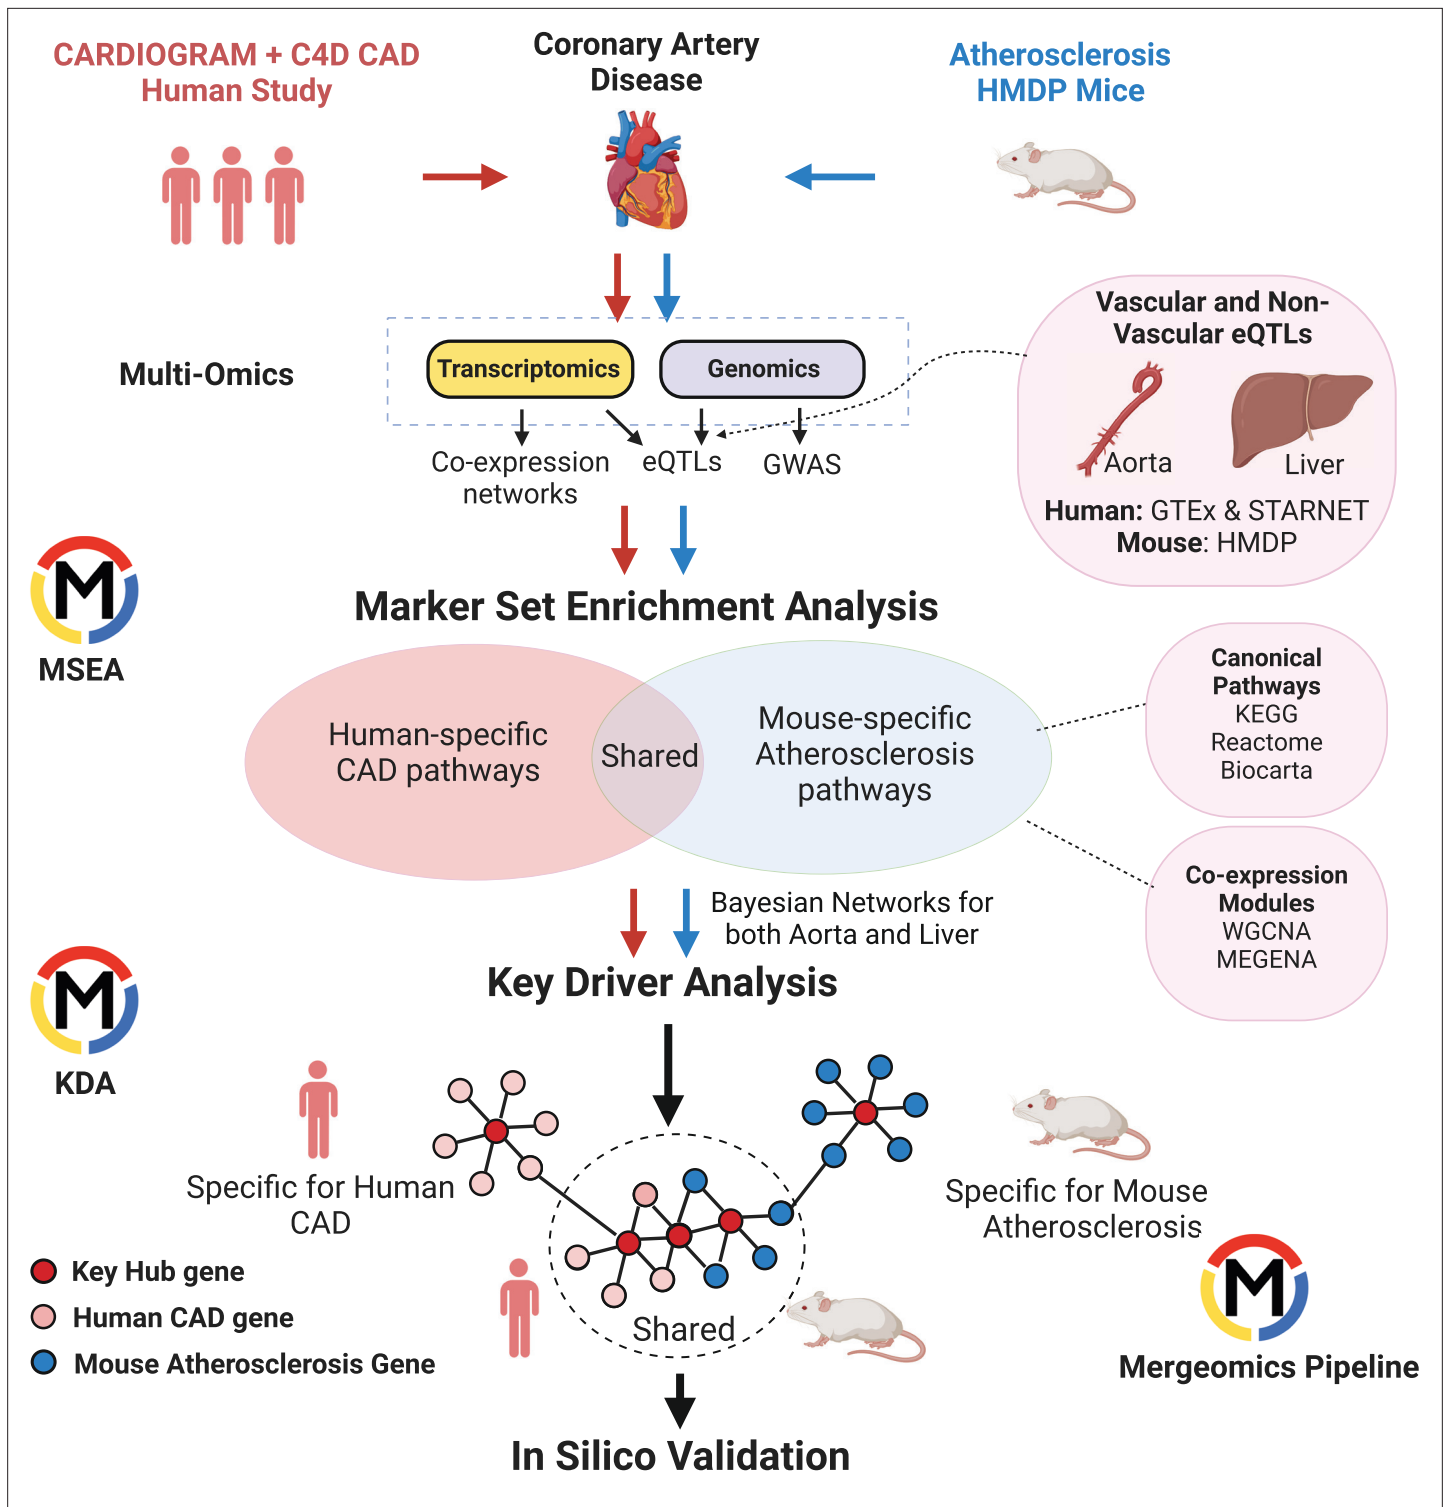 CARDIOGRAM + C4D CAD
Human Study
Coronary Artery
Disease
Atherosclerosis
HMDP Mice
Multi-Omics
Transcriptomics
Genomics
Co-expression
networks
eQTLs
GWAS
Vascular and Non-
Vascular eQTLs
Aorta
Liver
Human: GTEx & STARNET
Mouse: HMDP
M
MSEA
Marker Set Enrichment Analysis
Human-specific
CAD pathways
Shared
Mouse-specific
Atherosclerosis
pathways
Canonical
Pathways
KEGG
Reactome
Biocarta
Co-expression
Modules
WGCNA
MEGENA
Bayesian Networks for
both Aorta and Liver
Key Driver Analysis
M
KDA
Specific for Human
CAD
Specific for Mouse
Atherosclerosis
Key Hub gene
Human CAD gene
Mouse Atherosclerosis Gene
Shared
M
Mergeomics Pipeline
In Silico Validation